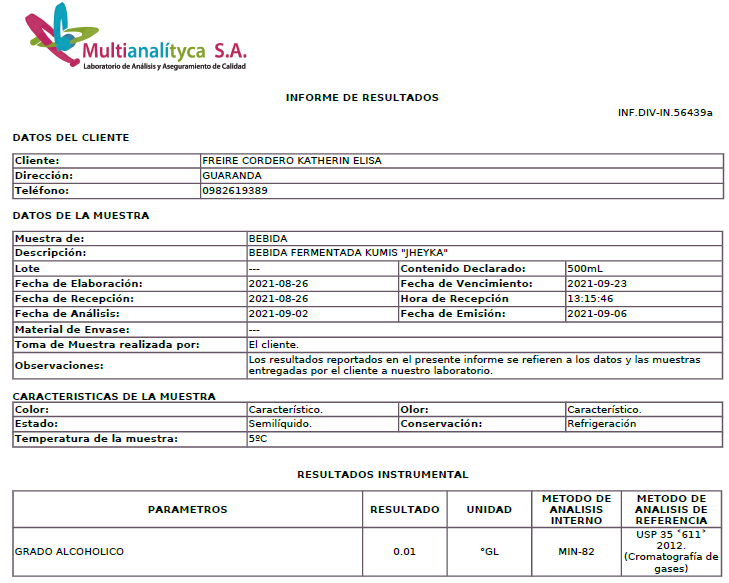 Multianalítyca S.A.
Laboratorio de Análisis y Aseguramiento de Calidad
INFORME DE RESULTADOS
INF.DIV-IN.56439a
DATOS DEL CLIENTE
Cliente: FREIRE CORDERO KATHERIN ELISA
Dirección: GUARANDA
Teléfono: 0982619389
DATOS DE LA MUESTRA
Muestra de: BEBIDA
Descripción: BEBIDA FERMENTADA KUMIS "JHEYKA"
Lote --- Contenido Declarado: 500mL
Fecha de Elaboración: 2021-08-26 Fecha de Vencimiento: 2021-09-23
Fecha de Recepción: 2021-08-26 Hora de Recepción 13:15:46
Fecha de Análisis: 2021-09-02 Fecha de Emisión: 2021-09-06
Material de Envase: ---
Toma de Muestra realizada por: El cliente.
Observaciones: Los resultados reportados en el presente informe se refieren a los datos y las muestras
entregadas por el cliente a nuestro laboratorio.
CARACTERISTICAS DE LA MUESTRA
Color: Característico. Olor: Característico.
Estado: Semilíquido. Conservación: Refrigeración
Temperatura de la muestra: 5ºC
RESULTADOS INSTRUMENTAL
PARAMETROS RESULTADO UNIDAD METODO DE
ANALISIS
INTERNO METODO DE
ANALISIS DE
REFERENCIA
GRADO ALCOHOLICO 0.01 °GL MIN-82 USP 35 ˂611˃
2012.
(Cromatografía de
gases)